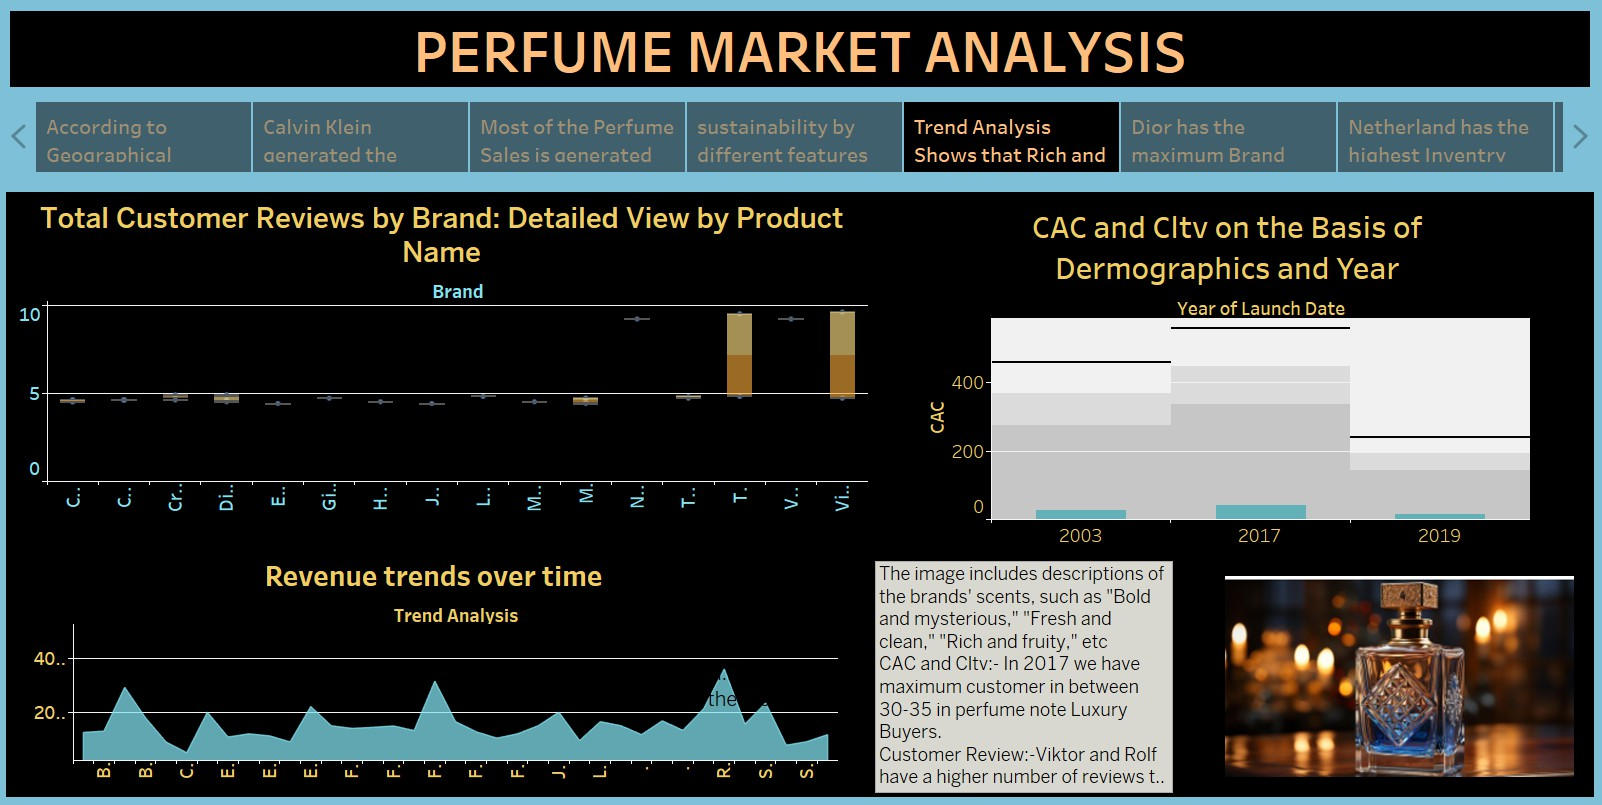 PERFUME MARKET ANALYSIS
According to
Geographical
Calvin Klein
generated the
Most of the Perfume
Sales is generated
sustainability by
different features
Trend Analysis
Shows that Rich and
Dior has the
maximum Brand
Netherland has the
highest Inventry
Total Customer Reviews by Brand: Detailed View by Product
Name
Brand
10
5
0
C..
C..
Cr..
Di..
E..
Gi..
H..
J..
L..
M..
M.
N..
T..
T.
V..
Vi..
CAC and Cltv on the Basis of
Dermographics and Year
Year of Launch Date
CAC
400
200
0
2003
2017
2019
Revenue trends over time
Trend Analysis
40..
20..
the
B.
B.
C.
E.
E.
E.
F.
F.
F.
F.
F.
J..
L..
.
.
R.
S.
S.
The image includes descriptions of
the brands' scents, such as "Bold
and mysterious," "Fresh and
clean," "Rich and fruity," etc
CAC and Cltv:- In 2017 we have
maximum customer in between
30-35 in perfume note Luxury
Buyers.
Customer Review:-Viktor and Rolf
have a higher number of reviews t..